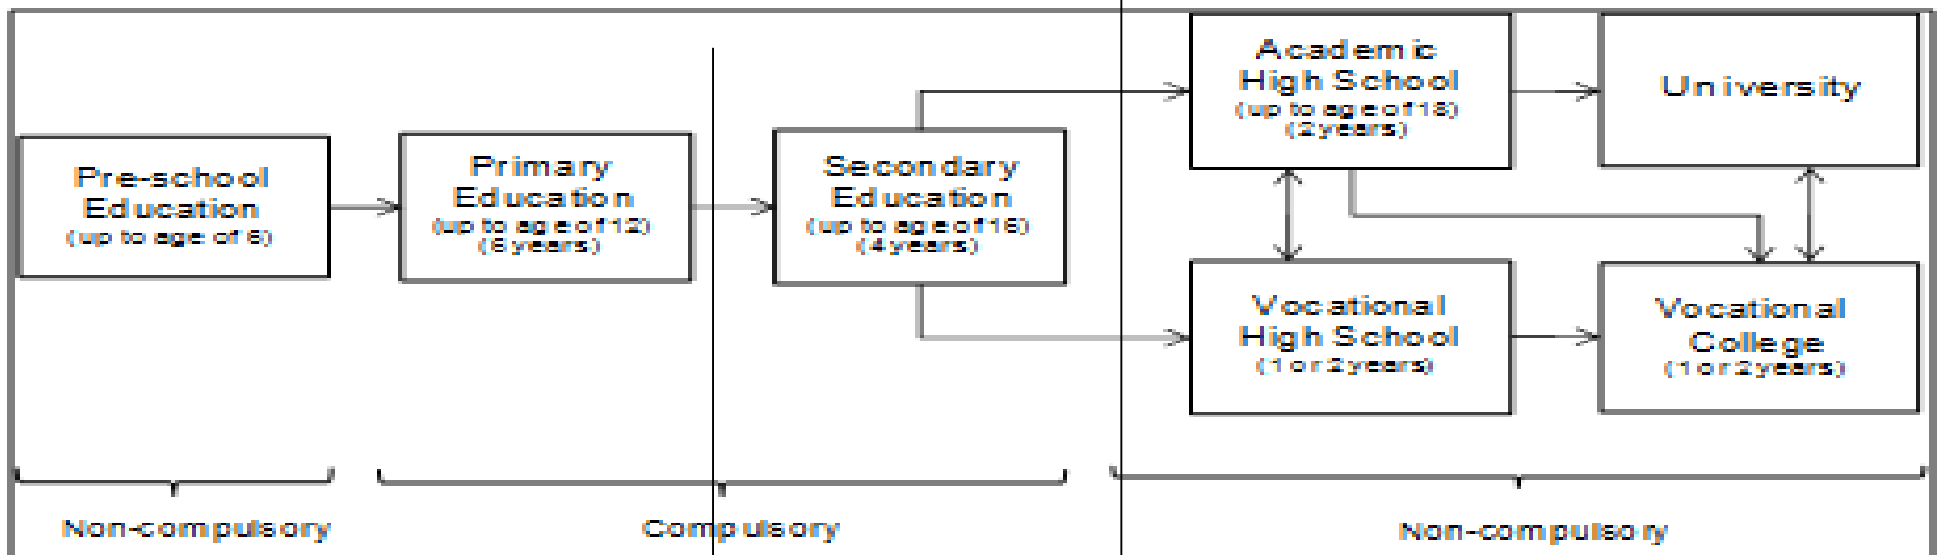 Pre-school
Education
(up to age of 6)
Primary
Education
(up to age of 12)
(6 years)
Secondary
Education
(up to age of 16)
(4 years)
Academic
High School
(up to age of 18)
(2 years)
University
Vocational
High School
(1 or 2 years)
Vocational
College
(1 or 2 years)
Non-compulsory
Compulsory
Non-compulsory